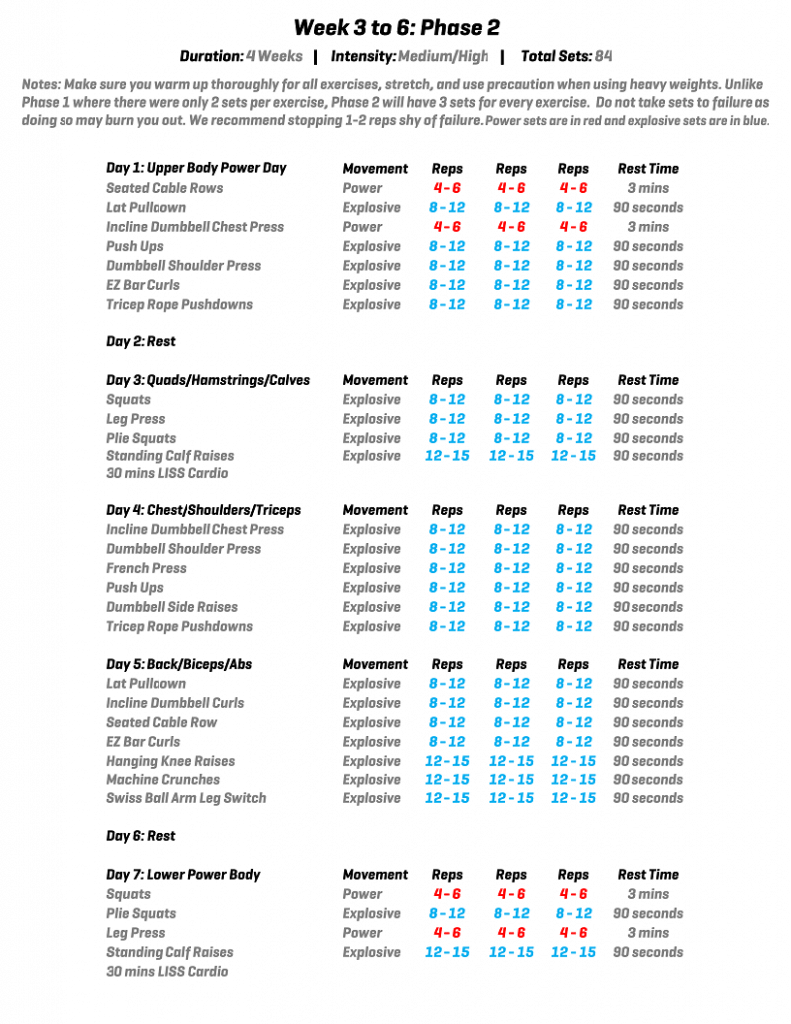 Week 3 to 6: Phase 2
Duration: 4 Weeks | Intensity: Medium/High | Total Sets: 84
Notes: Make sure you warm up thoroughly for all exercises, stretch, and use precaution when using heavy weights. Unlike
Phase 1 where there were only 2 sets per exercise, Phase 2 will have 3 sets for every exercise. Do not take sets to failure as
doing so may burn you out. We recommend stopping 1-2 reps shy of failure. Power sets are in red and explosive sets are in blue.
Day 1: Upper Body Power Day Movement Reps Reps Reps Rest Time
Seated Cable Rows Power 4-6 4-6 4-6 3 mins
Lat Pulldown Explosive 8-12 8-12 8-12 90 seconds
Incline Dumbbell Chest Press Power 4-6 4-6 4-6 3 mins
Push Ups Explosive 8-12 8-12 8-12 90 seconds
Dumbbell Shoulder Press Explosive 8-12 8-12 8-12 90 seconds
EZ Bar Curls Explosive 8-12 8-12 8-12 90 seconds
Tricep Rope Pushdowns Explosive 8-12 8-12 8-12 90 seconds
Day 2: Rest
Day 3: Quads/Hamstrings/Calves Movement Reps Reps Reps Rest Time
Squats Explosive 8-12 8-12 8-12 90 seconds
Leg Press Explosive 8-12 8-12 8-12 90 seconds
Plie Squats Explosive 8-12 8-12 8-12 90 seconds
Standing Calf Raises Explosive 12-15 12-15 12-15 90 seconds
30 mins LISS Cardio
Day 4: Chest/Shoulders/Triceps Movement Reps Reps Reps Rest Time
Incline Dumbbell Chest Press Explosive 8-12 8-12 8-12 90 seconds
Dumbbell Shoulder Press Explosive 8-12 8-12 8-12 90 seconds
French Press Explosive 8-12 8-12 8-12 90 seconds
Push Ups Explosive 8-12 8-12 8-12 90 seconds
Dumbbell Side Raises Explosive 8-12 8-12 8-12 90 seconds
Tricep Rope Pushdowns Explosive 8-12 8-12 8-12 90 seconds
Day 5: Back/Biceps/Abs Movement Reps Reps Reps Rest Time
Lat Pulldown Explosive 8-12 8-12 8-12 90 seconds
Incline Dumbbell Curls Explosive 8-12 8-12 8-12 90 seconds
Seated Cable Row Explosive 8-12 8-12 8-12 90 seconds
EZ Bar Curls Explosive 8-12 8-12 8-12 90 seconds
Hanging Knee Raises Explosive 12-15 12-15 12-15 90 seconds
Machine Crunches Explosive 12-15 12-15 12-15 90 seconds
Swiss Ball Arm Leg Switch Explosive 12-15 12-15 12-15 90 seconds
Day 6: Rest
Day 7: Lower Power Body Movement Reps Reps Reps Rest Time
Squats Power 4-6 4-6 4-6 3 mins
Plie Squats Explosive 8-12 8-12 8-12 90 seconds
Leg Press Power 4-6 4-6 4-6 3 mins
Standing Calf Raises Explosive 12-15 12-15 12-15 90 seconds
30 mins LISS Cardio